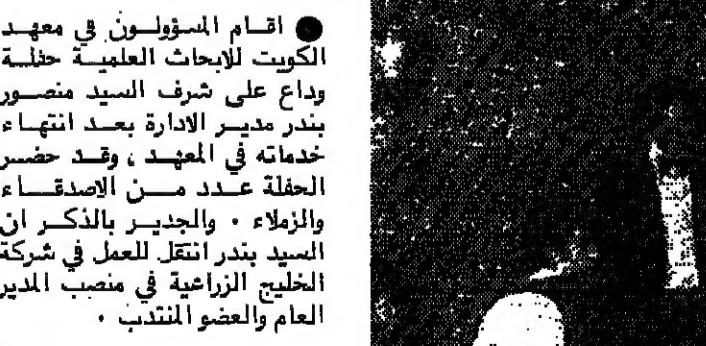 ● اقام المسؤولون في معهد
الكويت للابحاث العلمية حفلة
وداع على شرف السيد منصور
بندر مدير الادارة بعد انتهاء
خدماته في المعهد ، وقد حضر
الحفلة عدد من الاصدقاء
والزملاء . والجدير بالذكر ان
السيد بندر انتقل للعمل في شركة
الخليج الزراعية في منصب المدير
العام والعضو المنتدب .